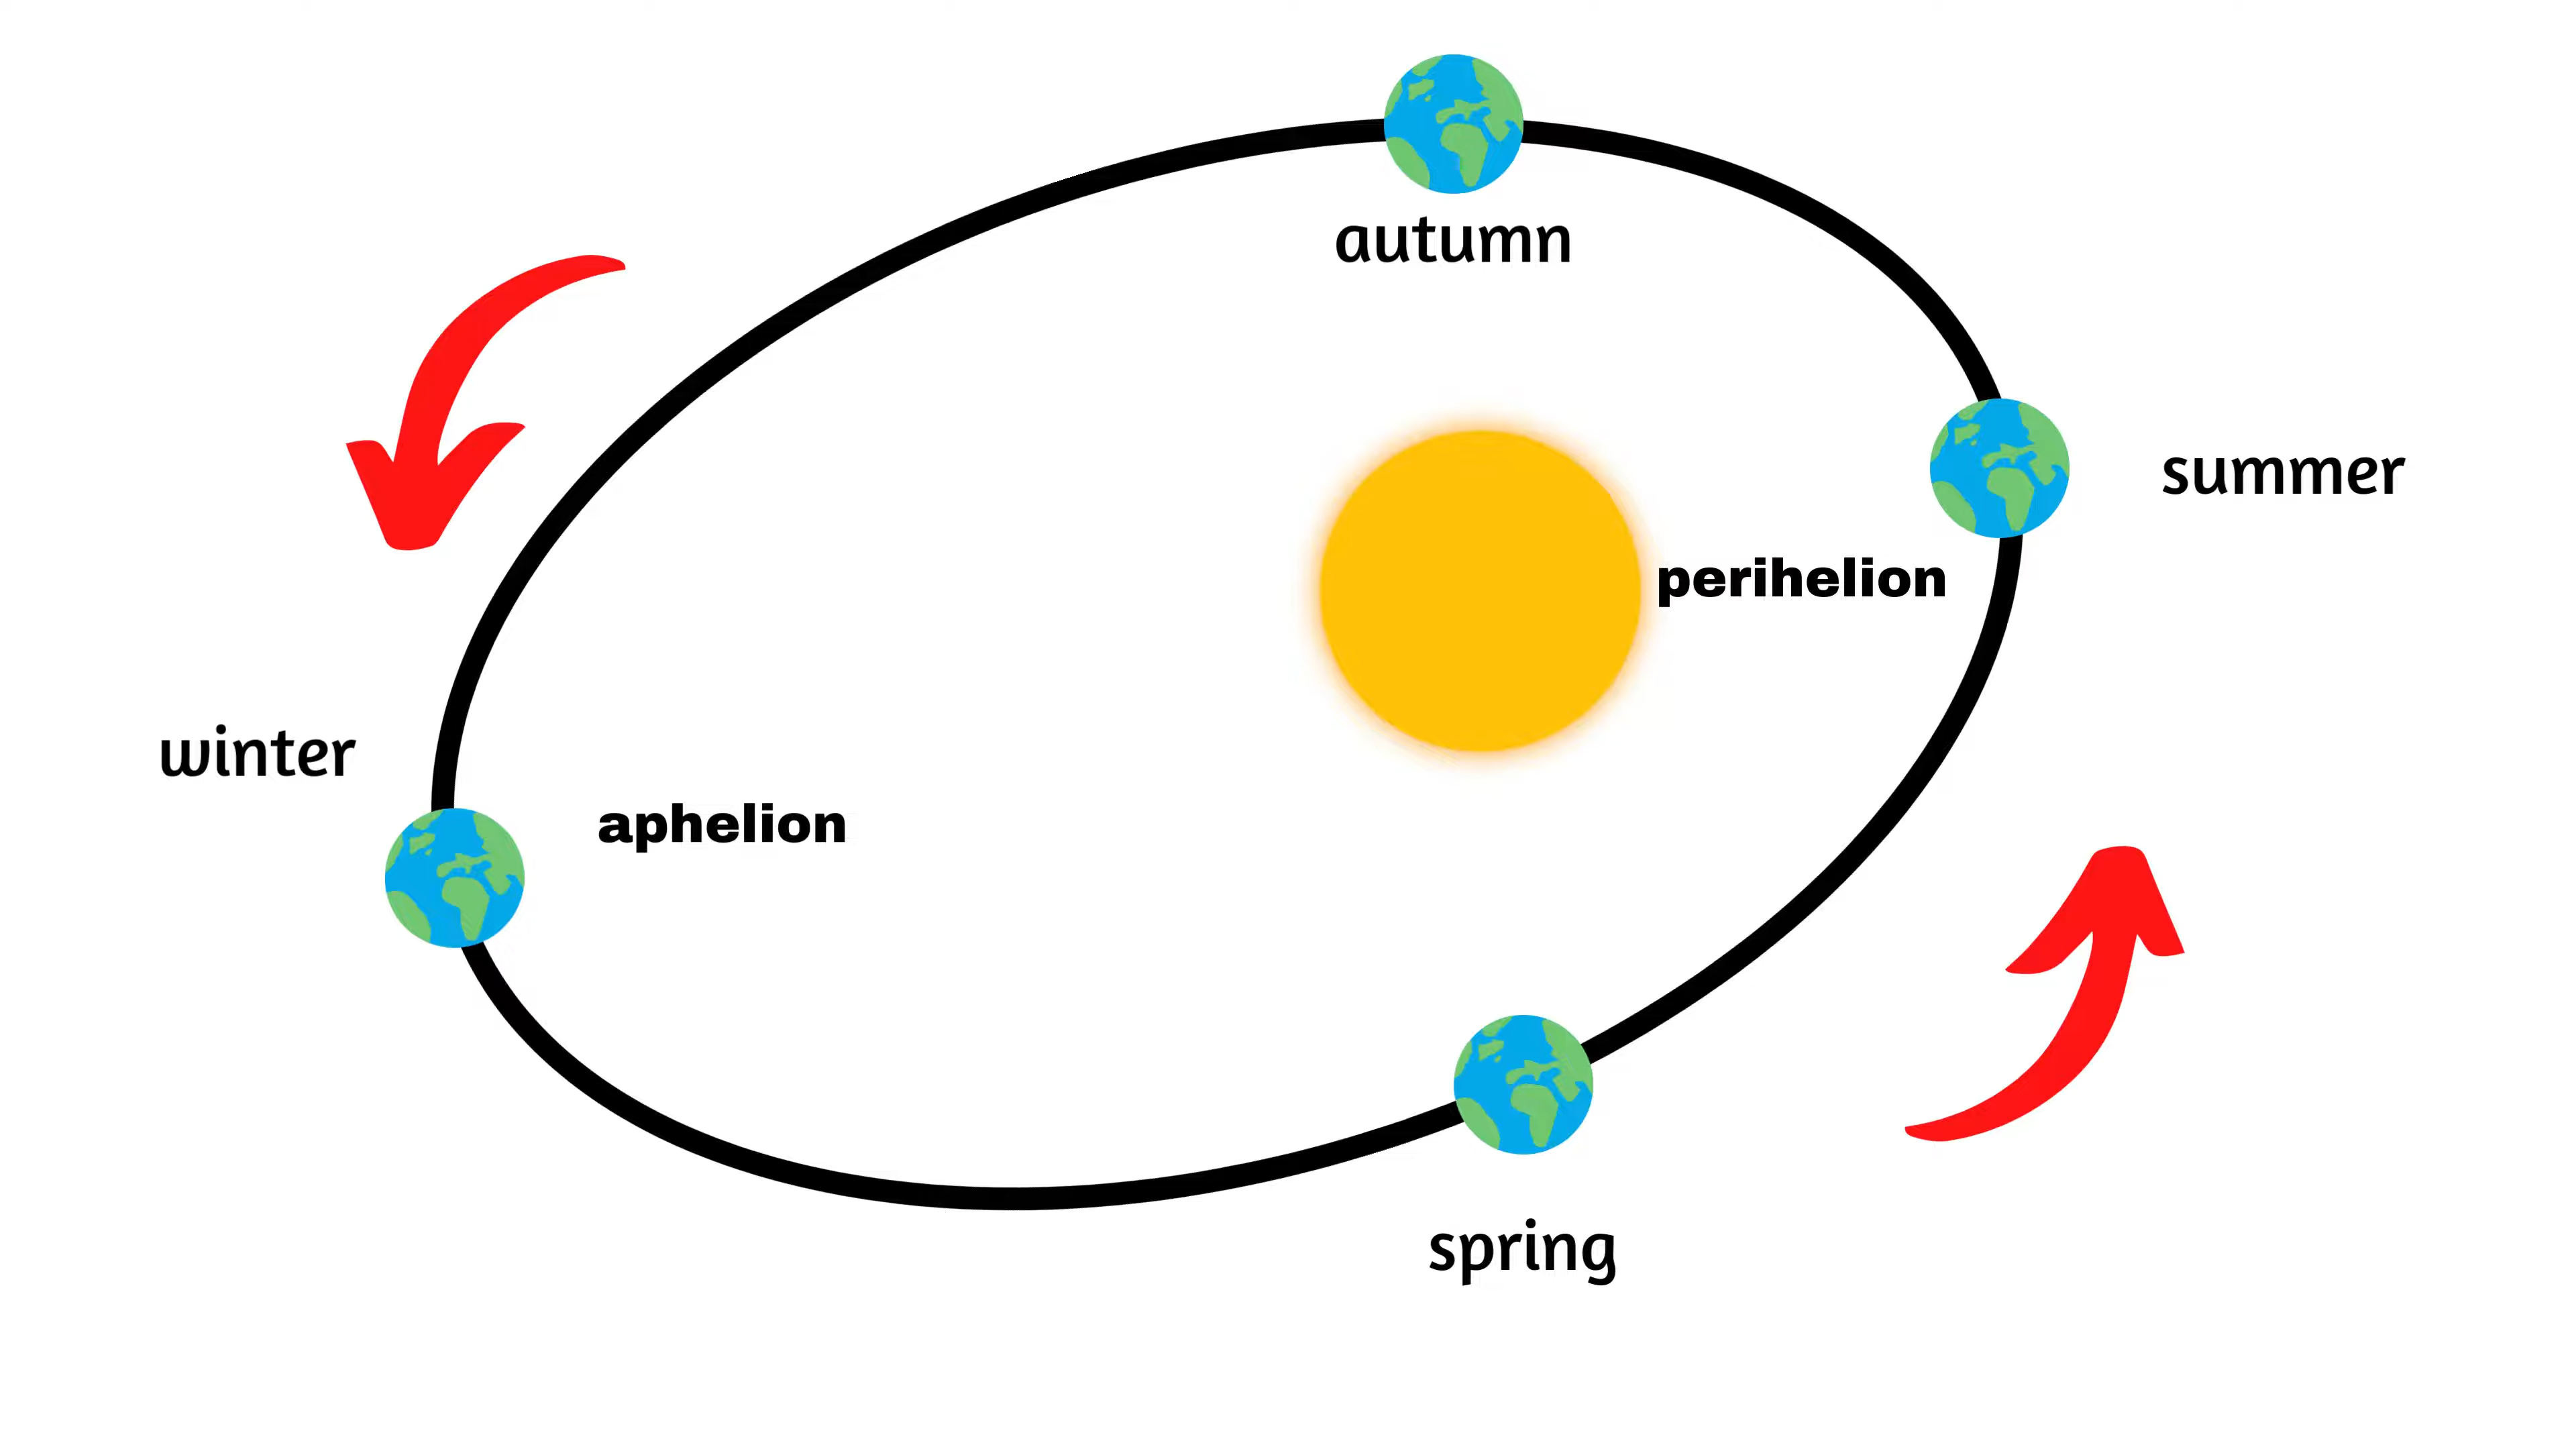 autumn
summer
perihelion
winter
aphelion
spring